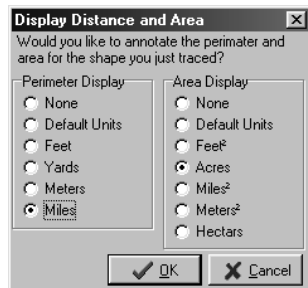 Display Distance and Area
Would you like to annotate the perimater and
area for the shape you just traced?
Perimeter Display
None
Default Units
Feet
Yards
Meters
Miles
Area Display
None
Default Units
Feet²
Acres
Miles²
Meters²
Hectars
OK
Cancel